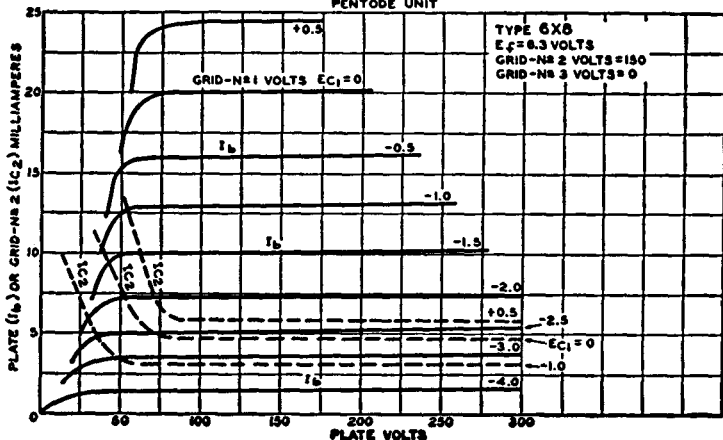 PENTODE UNIT
TYPE 6X8
Ef=6.3 VOLTS
GRID-Nº 2 VOLTS=150
GRID-Nº 3 VOLTS=0
PLATE (Ib) OR GRID-Nº 2 (IC2) MILLIAMPERES
25
20
15
10
5
0
+0.5
GRID-Nº 1 VOLTS EC1=0
Ib
-0.5
-1.0
Ib
-1.5
IC2
IC2
IC2
-2.0
+0.5
-2.5
EC1=0
-3.0
-1.0
Ib
-4.0
50
100
150
200
250
300
PLATE VOLTS